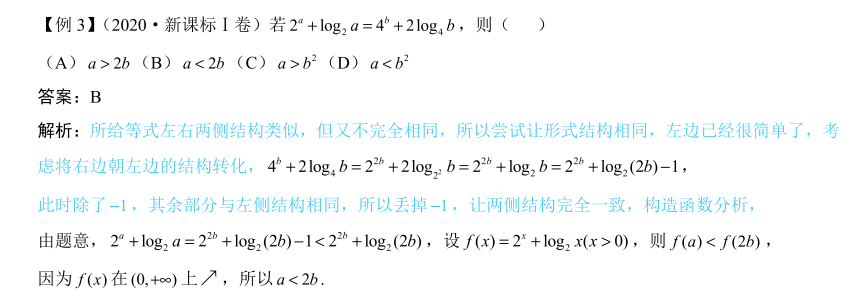 【例 3】(2020·新课标Ⅰ卷) 若 $2^a+\log_2 a=4^b+2\log_4 b$，则（　　）
（A）$a>2b$（B）$a<2b$（C）$a>b^2$（D）$a<b^2$
答案：B
解析：所给等式左右两侧结构类似，但又不完全相同，所以尝试让形式结构相同，左边已经很简单了，考
虑将右边朝左边的结构转化，$4^b+2\log_4 b=2^{2b}+2\log_{2^2} b=2^{2b}+\log_2 b=2^{2b}+\log_2(2b)-1$，
此时除了 $-1$，其余部分与左侧结构相同，所以丢掉 $-1$，让两侧结构完全一致，构造函数分析，
由题意，$2^a+\log_2 a=2^{2b}+\log_2(2b)-1<2^{2b}+\log_2(2b)$，设 $f(x)=2^x+\log_2 x(x>0)$，则 $f(a)<f(2b)$，
因为 $f(x)$ 在 $(0,+\infty)$ 上↗，所以 $a<2b$.